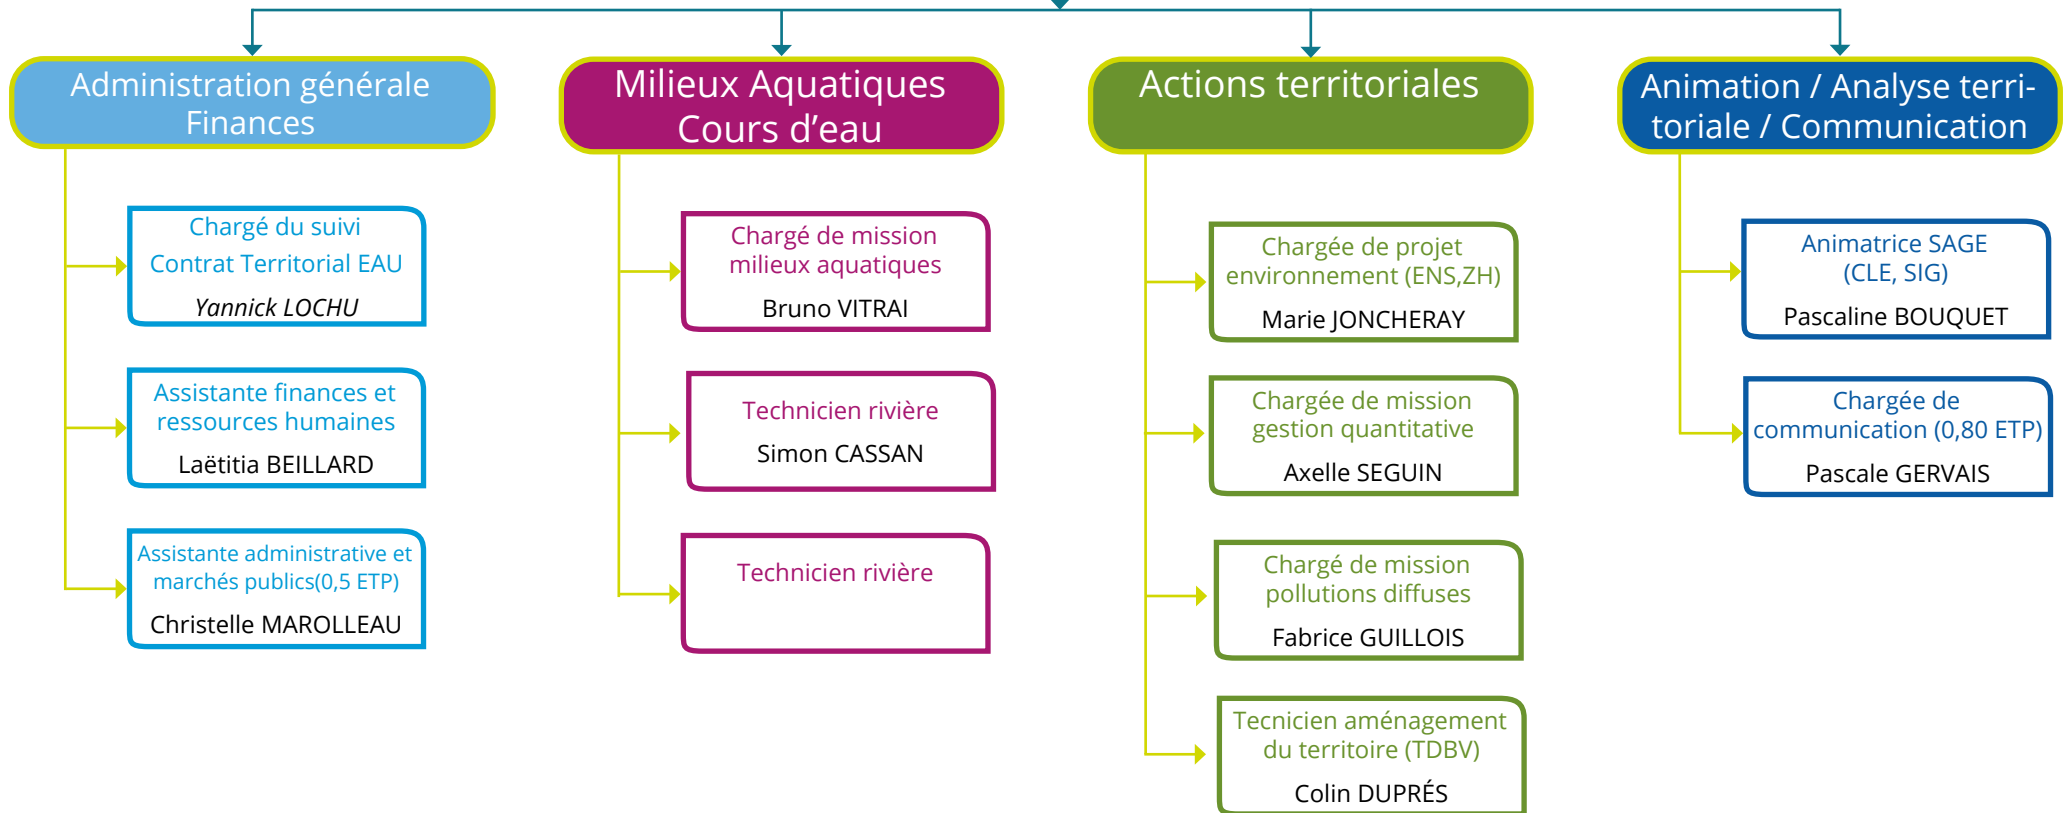 Administration générale
Finances
Chargé du suivi
Contrat Territorial EAU
Yannick LOCHU
Assistante finances et
ressources humaines
Laëtitia BEILLARD
Assistante administrative et
marchés publics(0,5 ETP)
Christelle MAROLLEAU
Milieux Aquatiques
Cours d’eau
Chargé de mission
milieux aquatiques
Bruno VITRAI
Technicien rivière
Simon CASSAN
Technicien rivière
Actions territoriales
Chargée de projet
environnement (ENS,ZH)
Marie JONCHERAY
Chargée de mission
gestion quantitative
Axelle SEGUIN
Chargé de mission
pollutions diffuses
Fabrice GUILLOIS
Tecnicien aménagement
du territoire (TDBV)
Colin DUPRÉS
Animation / Analyse terri-
toriale / Communication
Animatrice SAGE
(CLE, SIG)
Pascaline BOUQUET
Chargée de
communication (0,80 ETP)
Pascale GERVAIS